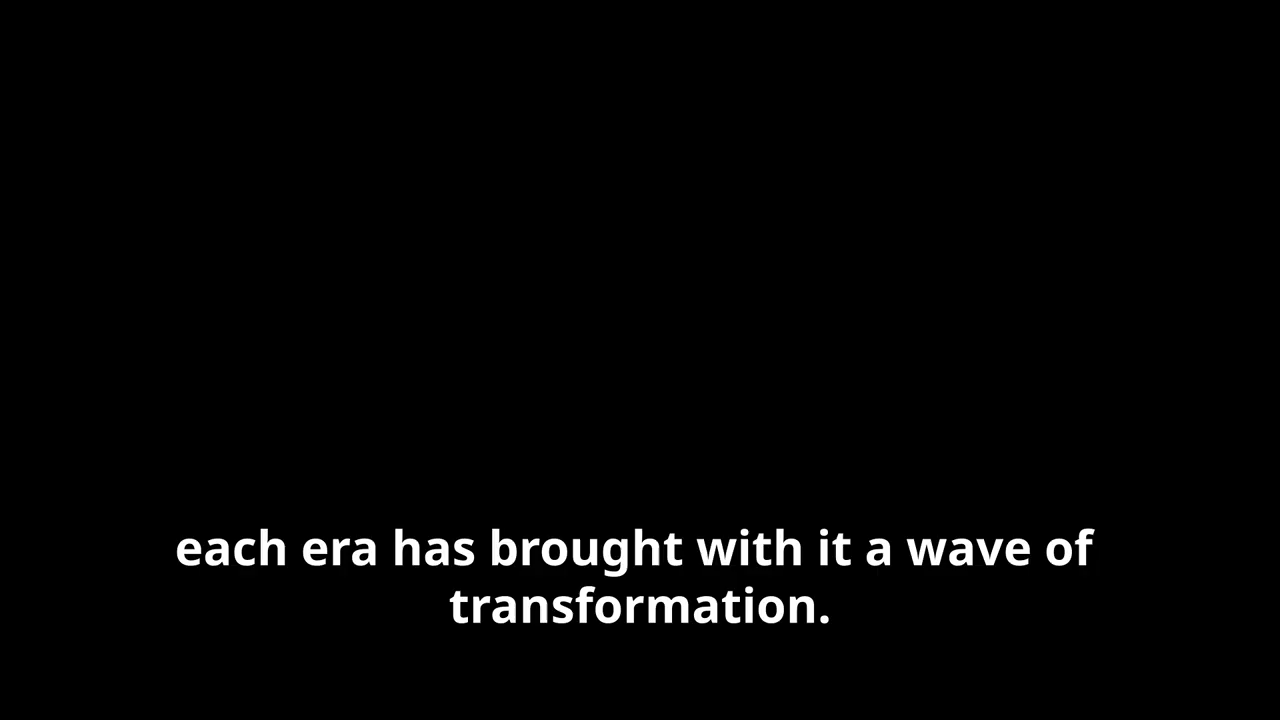 each era has brought with it a wave of
transformation.